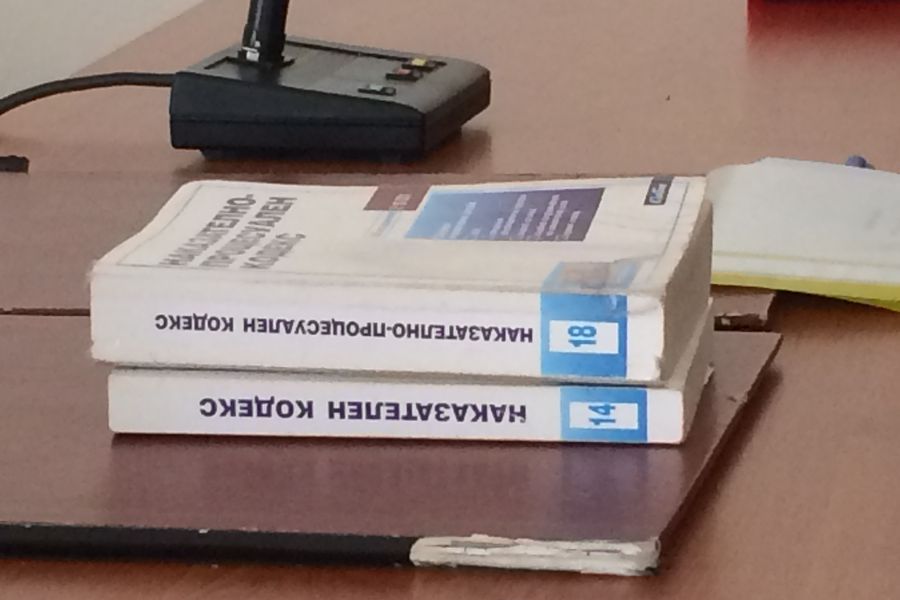 НАКАЗАТЕЛНО-
ПРОЦЕСУАЛЕН
КОДЕКС
НАКАЗАТЕЛНО-ПРОЦЕСУАЛЕН КОДЕКС
18
НАКАЗАТЕЛЕН КОДЕКС
14